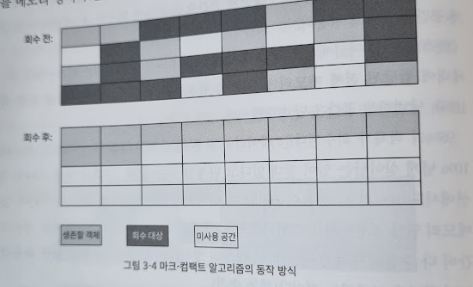 회수 전:
회수 후:
생존할 객체 회수 대상 미사용 공간
그림 3-4 마크-컴팩트 알고리즘의 동작 방식